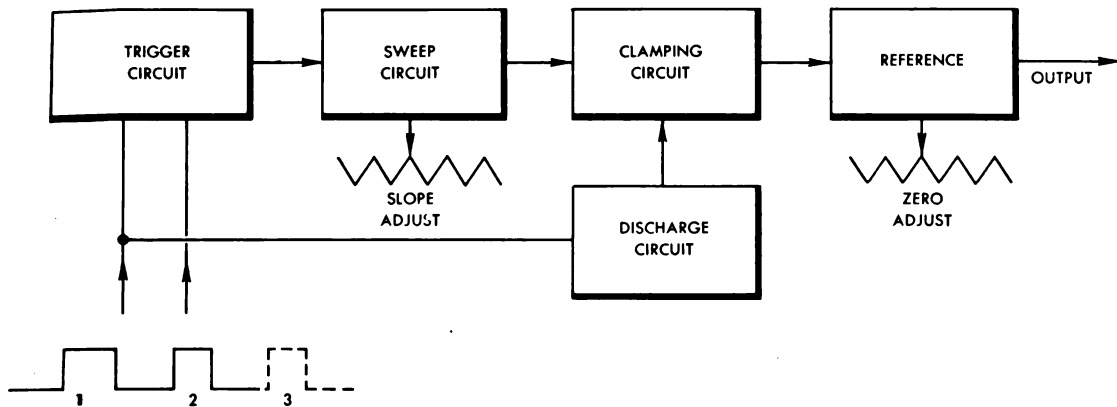 TRIGGER
CIRCUIT
SWEEP
CIRCUIT
CLAMPING
CIRCUIT
REFERENCE
OUTPUT
SLOPE
ADJUST
DISCHARGE
CIRCUIT
ZERO
ADJUST
1 2 3